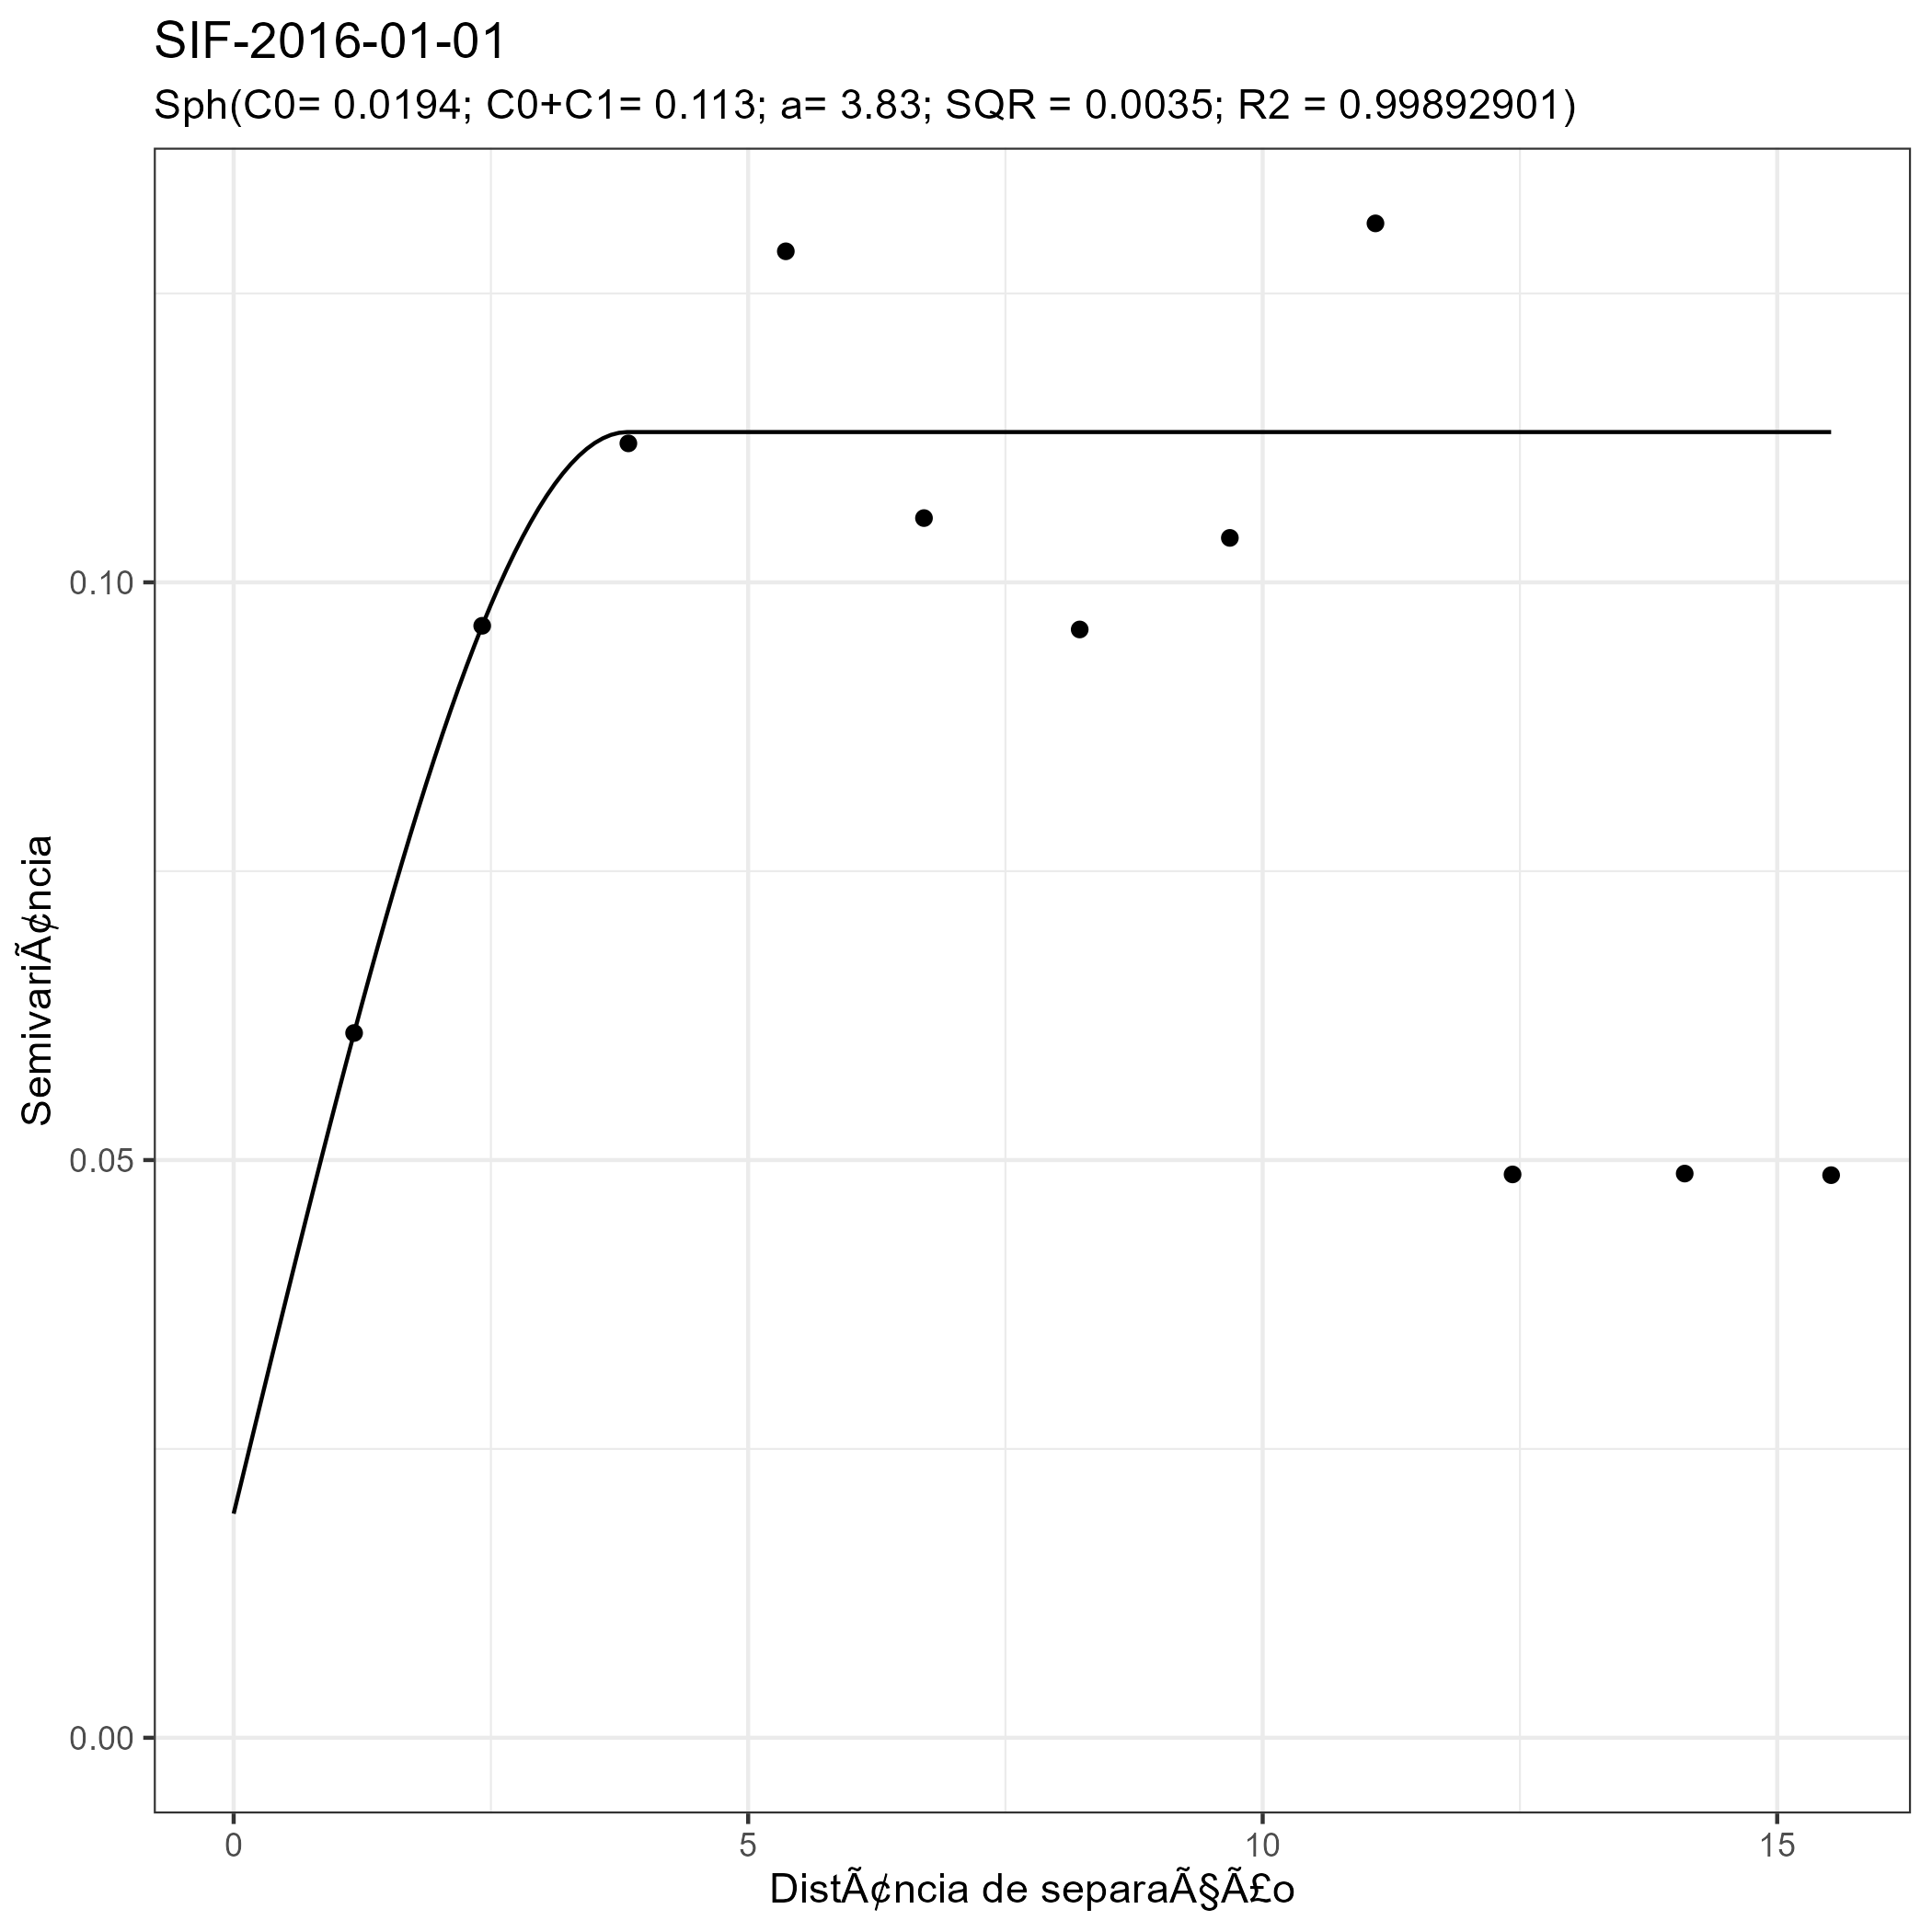 SIF-2016-01-01
Sph(C0= 0.0194; C0+C1= 0.113; a= 3.83; SQR = 0.0035; R2 = 0.99892901)
SemivariÃ¢ncia
0.10
0.05
0.00
0
5
10
15
DistÃ¢ncia de separaÃ§Ã£o